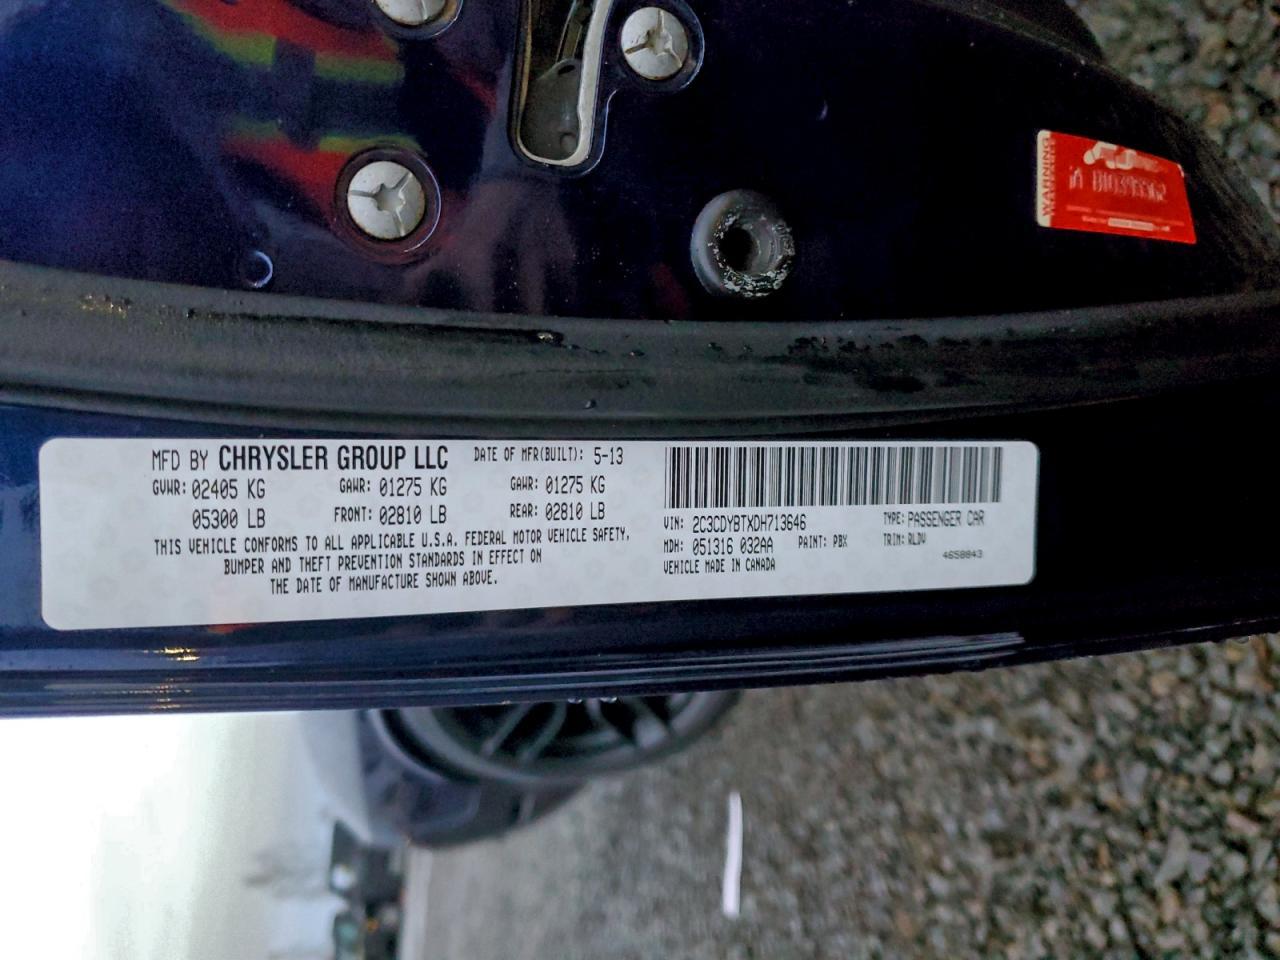 WARNING
MFD BY CHRYSLER GROUP LLC DATE OF MFR(BUILT): 5-13
GVWR: 02405 KG GAWR: 01275 KG GAWR: 01275 KG
05300 LB FRONT: 02810 LB REAR: 02810 LB
THIS VEHICLE CONFORMS TO ALL APPLICABLE U.S.A. FEDERAL MOTOR VEHICLE SAFETY,
BUMPER AND THEFT PREVENTION STANDARDS IN EFFECT ON
THE DATE OF MANUFACTURE SHOWN ABOVE.
VIN: 2C3CDYBTXDH713646 TYPE: PASSENGER CAR
MDH: 051316 032AA PAINT: PBX TRIM: RLDV
VEHICLE MADE IN CANADA 4658843